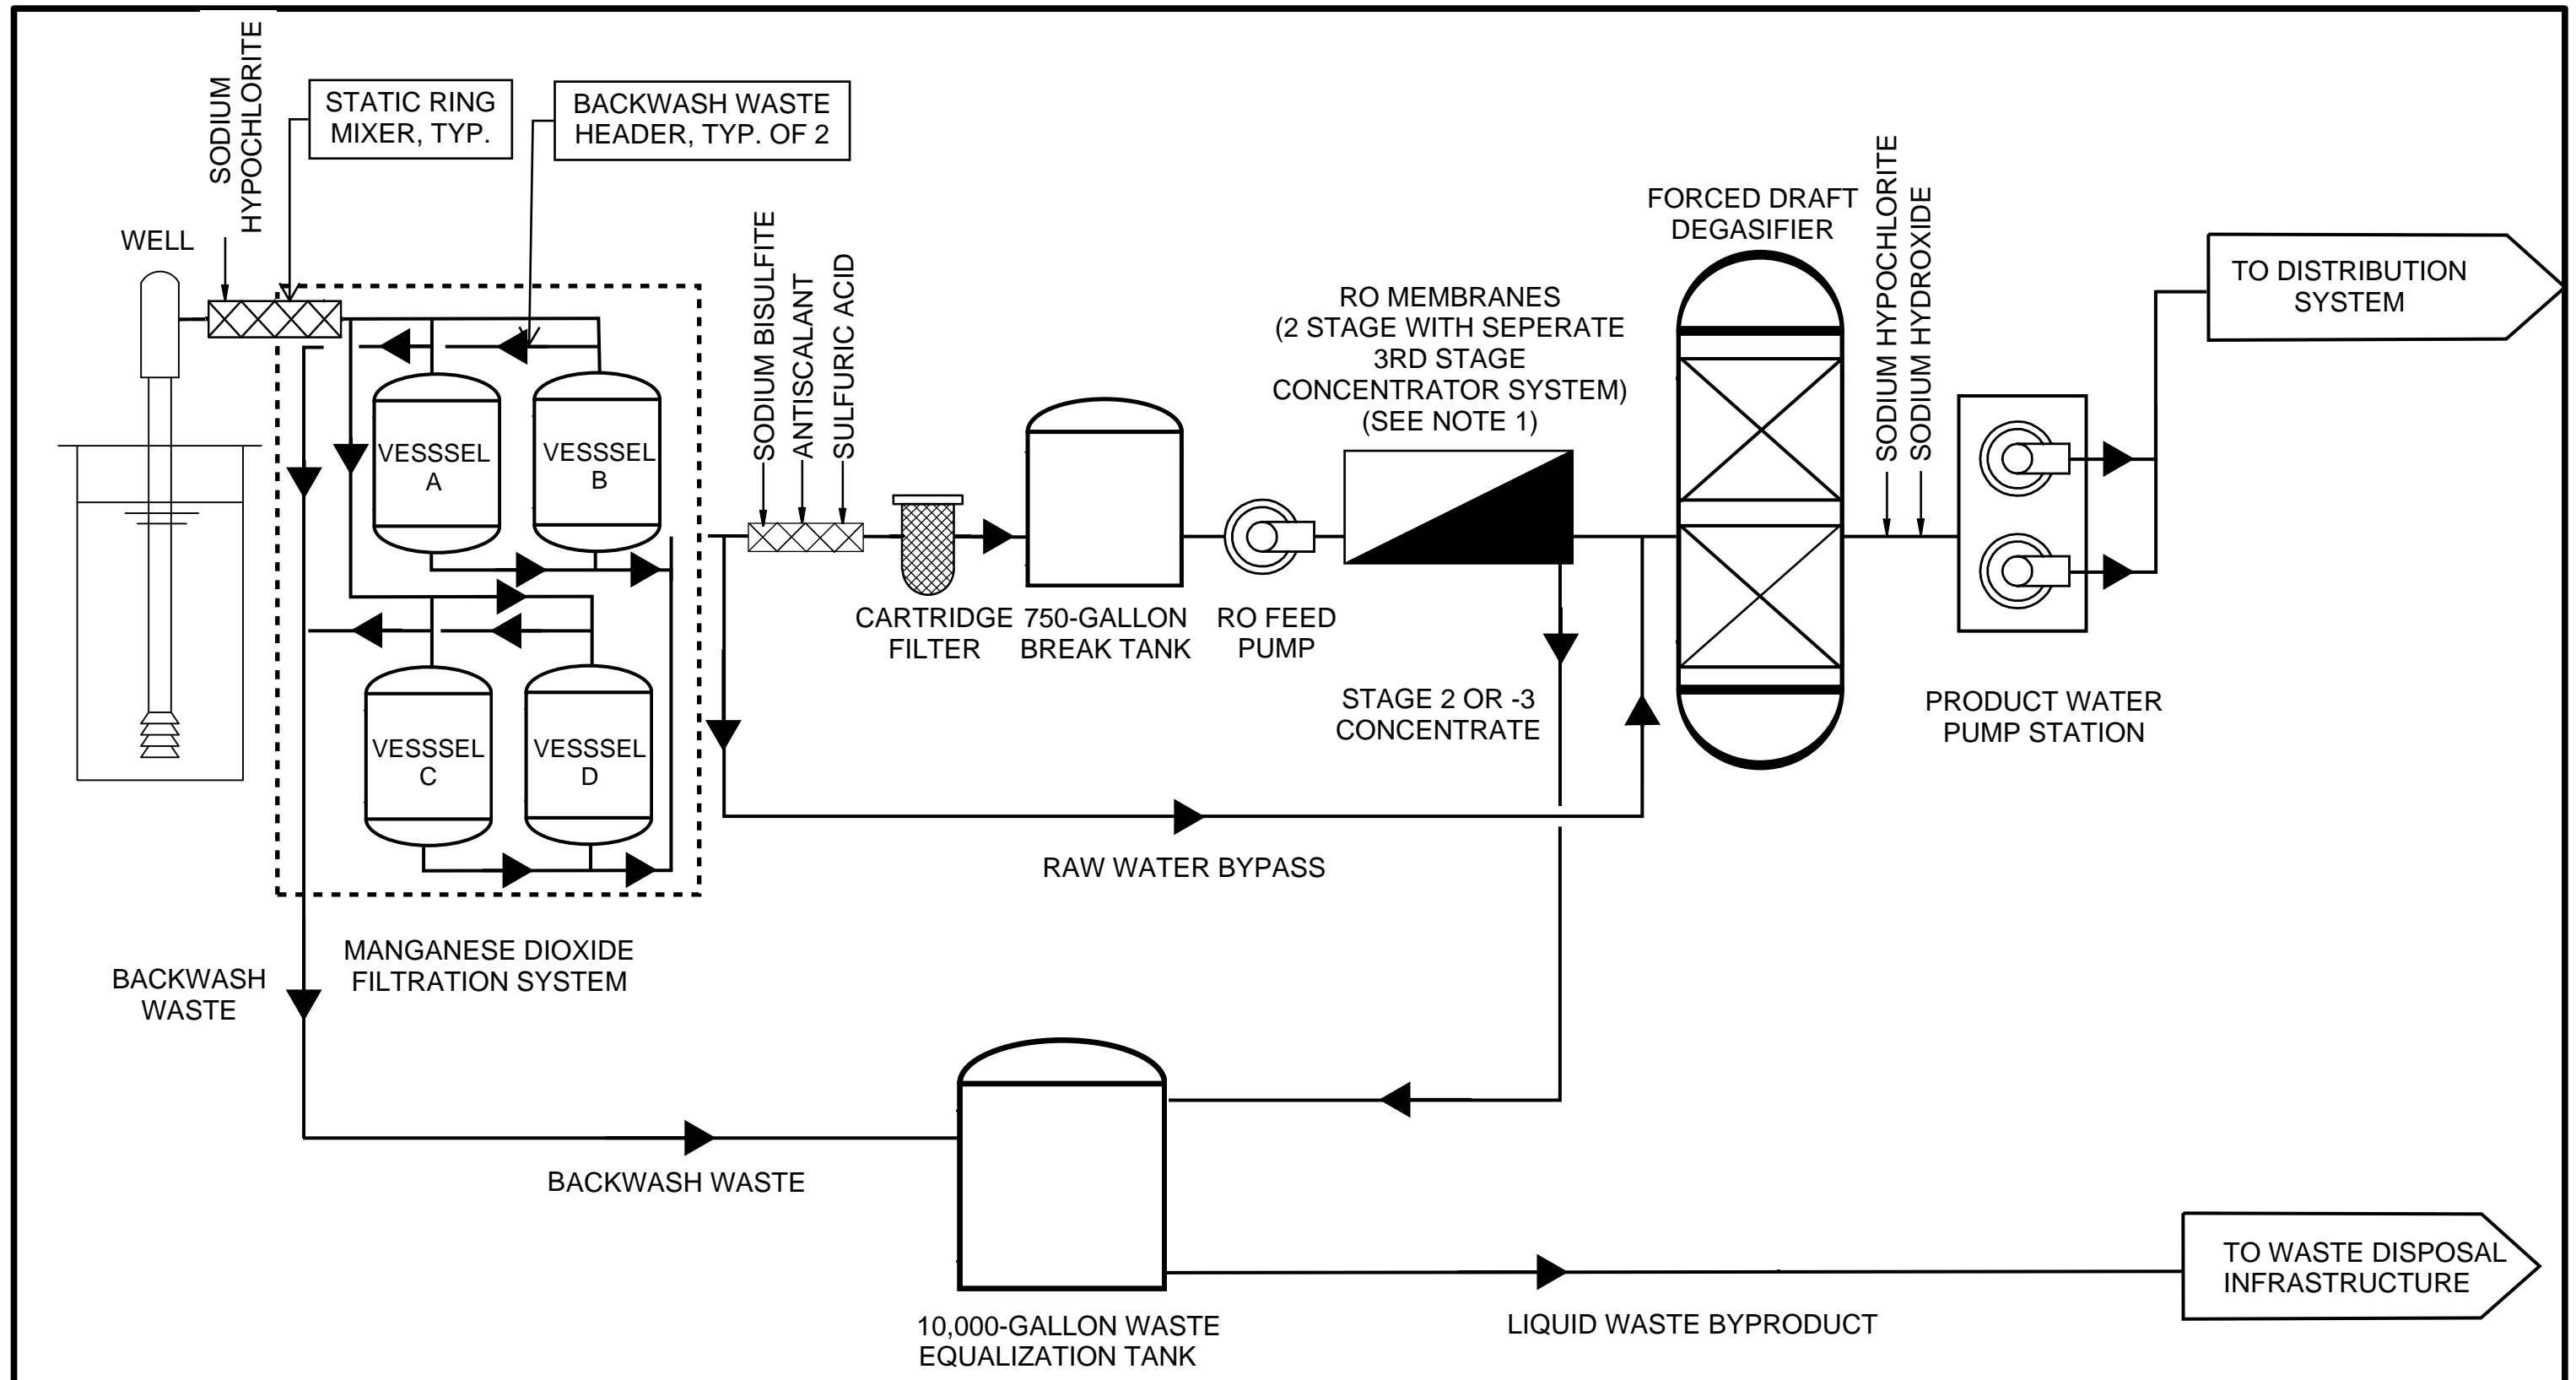 SODIUM
HYPOCHLORITE
STATIC RING
MIXER, TYP.
BACKWASH WASTE
HEADER, TYP. OF 2
WELL
VESSSEL
A
VESSSEL
B
VESSSEL
C
VESSSEL
D
MANGANESE DIOXIDE
FILTRATION SYSTEM
BACKWASH
WASTE
BACKWASH WASTE
SODIUM BISULFITE
ANTISCALANT
SULFURIC ACID
CARTRIDGE
FILTER
750-GALLON
BREAK TANK
RO FEED
PUMP
RO MEMBRANES
(2 STAGE WITH SEPERATE
3RD STAGE
CONCENTRATOR SYSTEM)
(SEE NOTE 1)
STAGE 2 OR -3
CONCENTRATE
RAW WATER BYPASS
FORCED DRAFT
DEGASIFIER
SODIUM HYPOCHLORITE
SODIUM HYDROXIDE
PRODUCT WATER
PUMP STATION
TO DISTRIBUTION
SYSTEM
10,000-GALLON WASTE
EQUALIZATION TANK
LIQUID WASTE BYPRODUCT
TO WASTE DISPOSAL
INFRASTRUCTURE